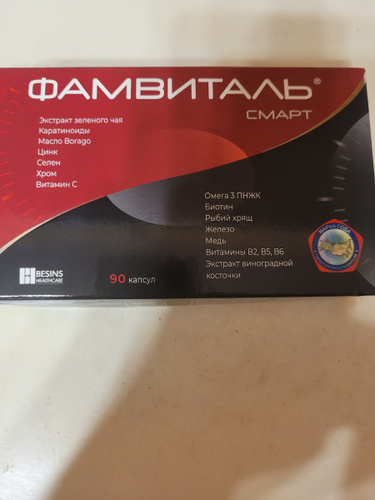 ФАМВИТАЛЬ®
СМАРТ
Экстракт зеленого чая
Каратиноиды
Масло Borago
Цинк
Селен
Хром
Витамин С
Омега 3 ПНЖК
Биотин
Рыбий хрящ
Железо
Медь
Витамины В2, В5, В6
Экстракт виноградной
косточки
BESINS
HEALTHCARE
90 капсул